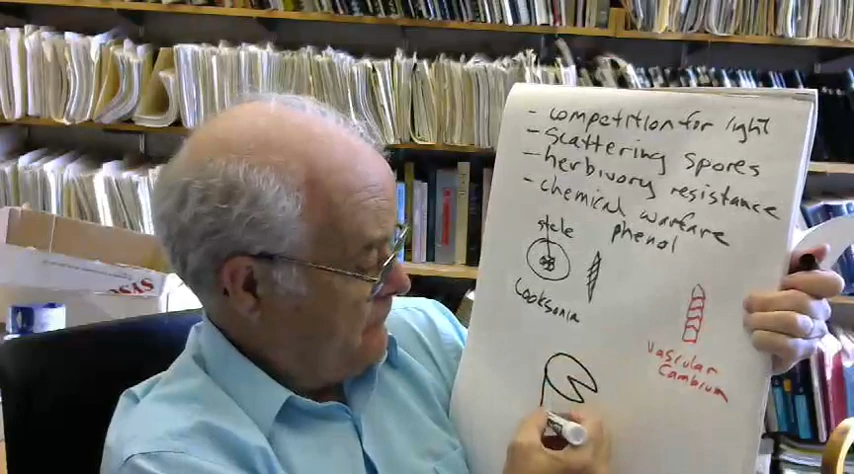 - competition for light
- scattering spores
- herbivory resistance
- chemical warfare
phenol
stele
Cooksonia
vascular
cambium